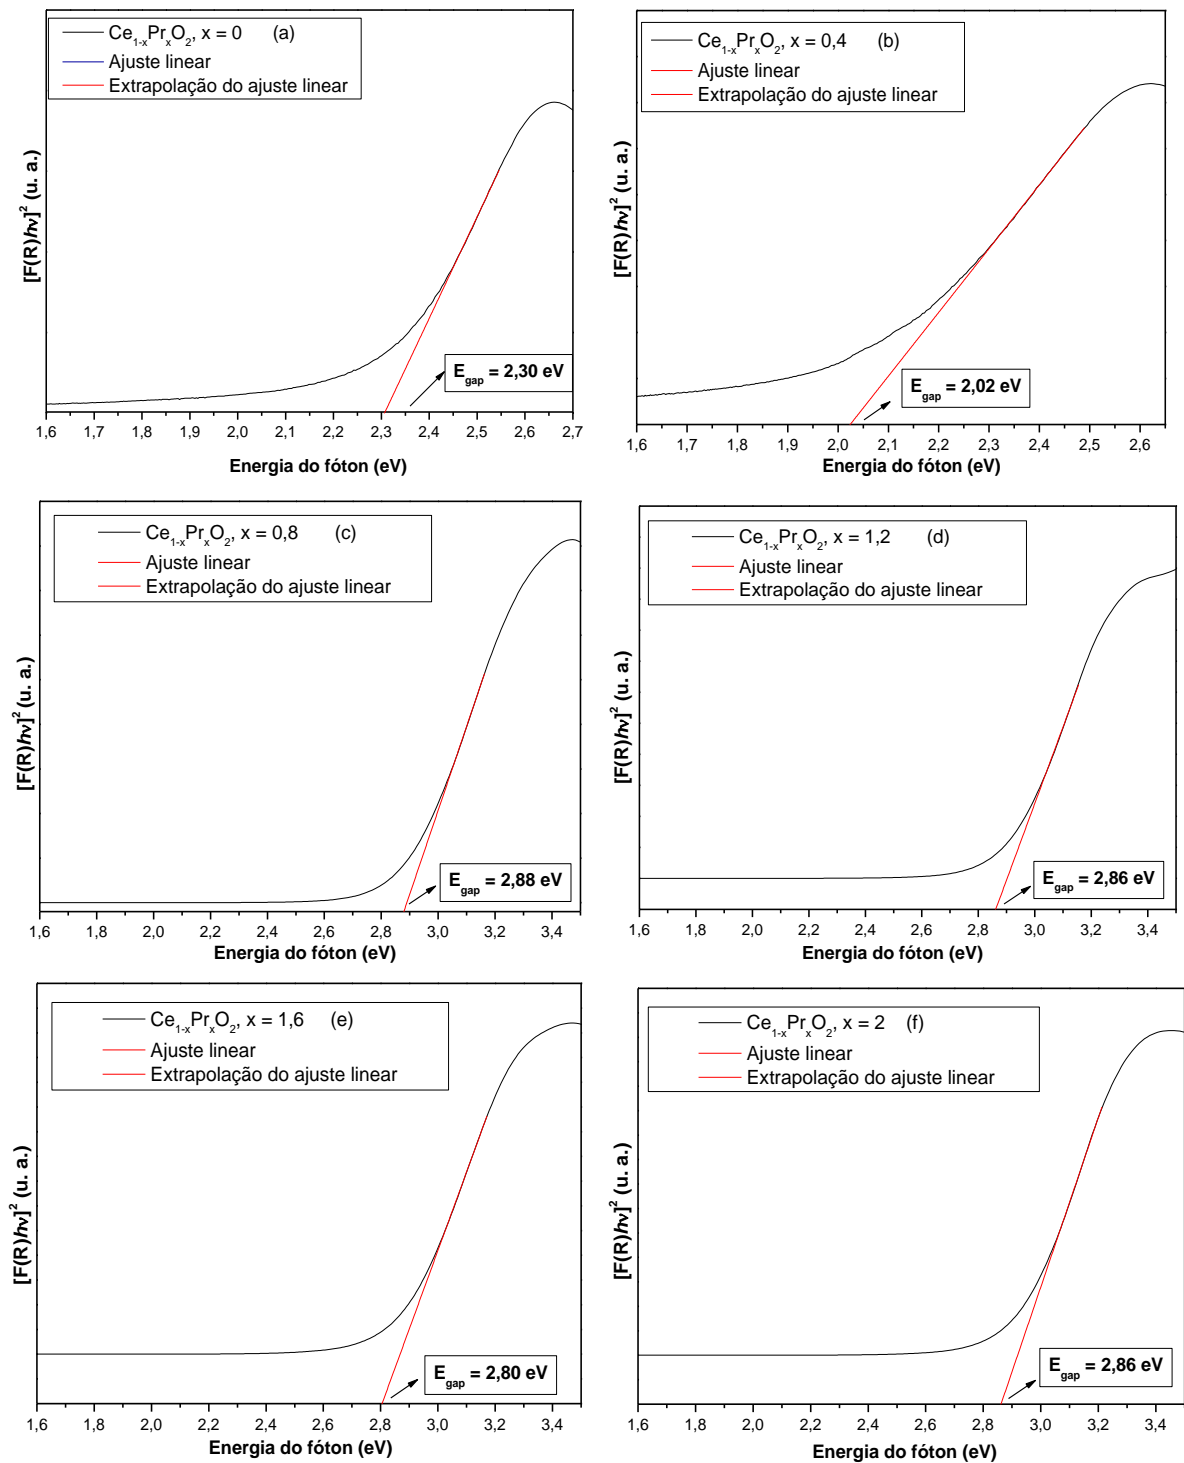 Ce1-xPrxO2, x = 0 (a)
Ajuste linear
Extrapolação do ajuste linear
[F(R)hν]² (u. a.)
Egap = 2,30 eV
1,6 1,7 1,8 1,9 2,0 2,1 2,2 2,3 2,4 2,5 2,6 2,7
Energia do fóton (eV)
Ce1-xPrxO2, x = 0,4 (b)
Ajuste linear
Extrapolação do ajuste linear
[F(R)hν]² (u. a.)
Egap = 2,02 eV
1,6 1,7 1,8 1,9 2,0 2,1 2,2 2,3 2,4 2,5 2,6
Energia do fóton (eV)
Ce1-xPrxO2, x = 0,8 (c)
Ajuste linear
Extrapolação do ajuste linear
[F(R)hν]² (u. a.)
Egap = 2,88 eV
1,6 1,8 2,0 2,2 2,4 2,6 2,8 3,0 3,2 3,4
Energia do fóton (eV)
Ce1-xPrxO2, x = 1,2 (d)
Ajuste linear
Extrapolação do ajuste linear
[F(R)hν]² (u. a.)
Egap = 2,86 eV
1,6 1,8 2,0 2,2 2,4 2,6 2,8 3,0 3,2 3,4
Energia do fóton (eV)
Ce1-xPrxO2, x = 1,6 (e)
Ajuste linear
Extrapolação do ajuste linear
[F(R)hν]² (u. a.)
Egap = 2,80 eV
1,6 1,8 2,0 2,2 2,4 2,6 2,8 3,0 3,2 3,4
Energia do fóton (eV)
Ce1-xPrxO2, x = 2 (f)
Ajuste linear
Extrapolação do ajuste linear
[F(R)hν]² (u. a.)
Egap = 2,86 eV
1,6 1,8 2,0 2,2 2,4 2,6 2,8 3,0 3,2 3,4
Energia do fóton (eV)